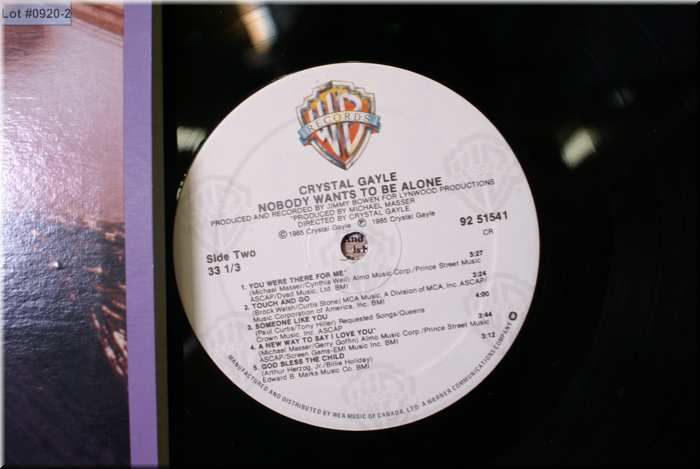 Lot #0920-2
RECORDS
CRYSTAL GAYLE
NOBODY WANTS TO BE ALONE
PRODUCED AND RECORDED BY JIMMY BOWEN FOR LYNWOOD PRODUCTIONS
*PRODUCED BY MICHAEL MASSER
DIRECTED BY CRYSTAL GAYLE
©1985 Crystal Gayle ℗ 1985 Crystal Gayle
92 51541
CR
Side Two
33 1/3
And
1. YOU WERE THERE FOR ME* 3:27
(Michael Masser/Cynthia Weil) Almo Music Corp./Prince Street Music
ASCAP/Dyad Music, Ltd. BMI
2. TOUCH AND GO 3:24
(Brock Walsh/Curtis Stone) MCA Music, A Division of MCA, Inc. ASCAP/
Music Corporation of America, Inc. BMI
3. SOMEONE LIKE YOU 4:00
(Paul Curtis/Tony Hiller) Requested Songs/Queens
Crown Music, Inc. ASCAP
4. A NEW WAY TO SAY I LOVE YOU* 3:44
(Michael Masser/Gerry Goffin) Almo Music Corp./Prince Street Music
ASCAP/Screen Gems-EMI Music Inc. BMI
5. GOD BLESS THE CHILD 3:12
(Arthur Herzog, Jr./Billie Holiday)
Edward B. Marks Music Co. BMI
MANUFACTURED AND DISTRIBUTED BY WEA MUSIC OF CANADA, LTD. A WARNER COMMUNICATIONS COMPANY